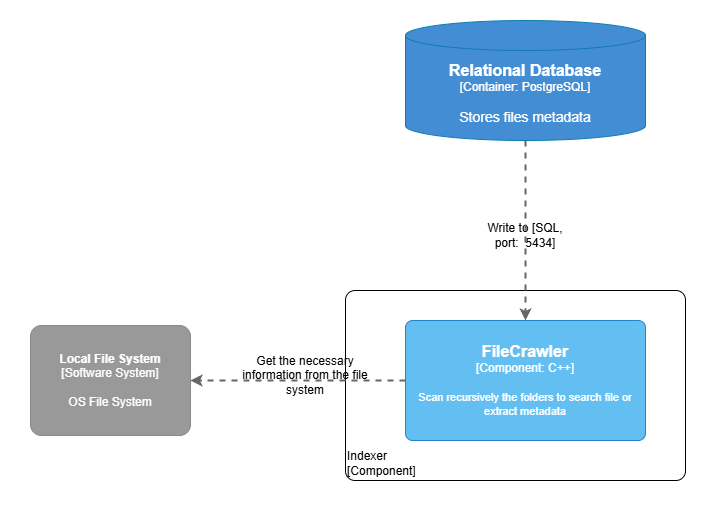 Relational Database
[Container: PostgreSQL]
Stores files metadata
Write to [SQL,
port:  5434]
FileCrawler
[Component: C++]
Scan recursively the folders to search file or
extract metadata
Local File System
[Software System]
OS File System
Get the necessary
information from the file
system
Indexer
[Component]